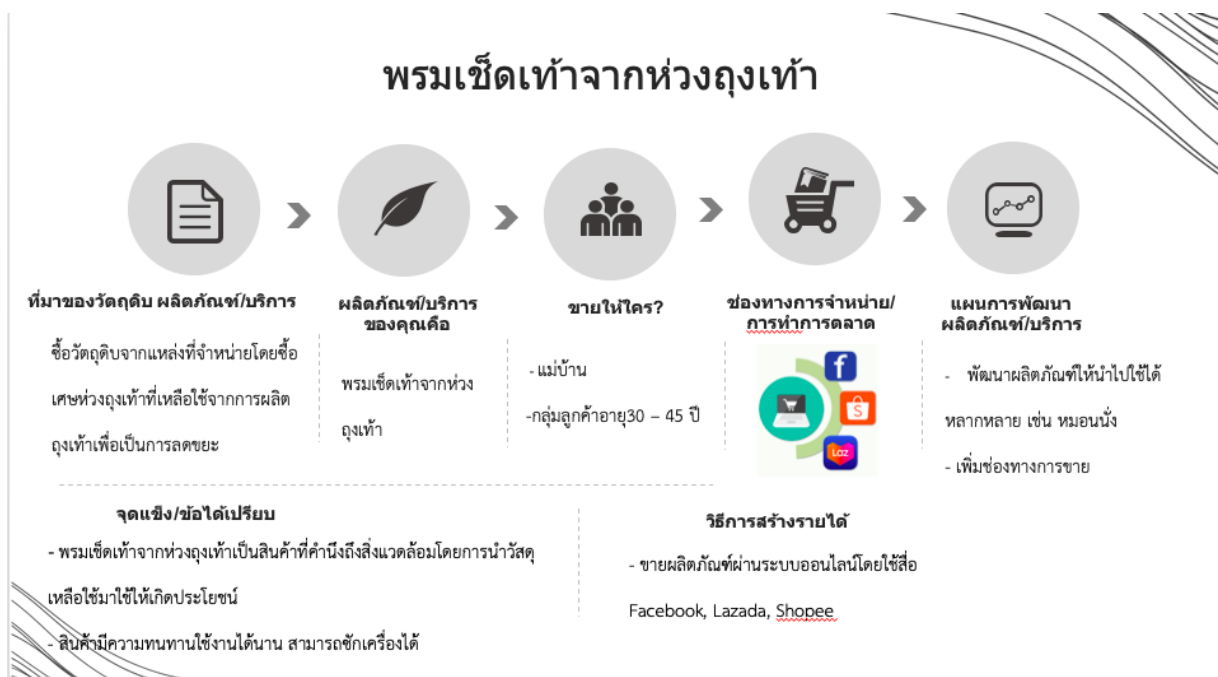 พรมเช็ดเท้าจากห่วงถุงเท้า
ที่มาของวัตถุดิบ ผลิตภัณฑ์/บริการ
ซื้อวัตถุดิบจากแหล่งที่จำหน่ายโดยซื้อ
เศษห่วงถุงเท้าที่เหลือใช้จากการผลิต
ถุงเท้าเพื่อเป็นการลดขยะ
ผลิตภัณฑ์/บริการ
ของคุณคือ
พรมเช็ดเท้าจากห่วง
ถุงเท้า
ขายให้ใคร?
- แม่บ้าน
-กลุ่มลูกค้าอายุ30 – 45 ปี
ช่องทางการจำหน่าย/
การทำการตลาด
f
S
Laz
แผนการพัฒนา
ผลิตภัณฑ์/บริการ
- พัฒนาผลิตภัณฑ์ให้นำไปใช้ได้
หลากหลาย เช่น หมอนนั่ง
- เพิ่มช่องทางการขาย
จุดแข็ง/ข้อได้เปรียบ
- พรมเช็ดเท้าจากห่วงถุงเท้าเป็นสินค้าที่คำนึงถึงสิ่งแวดล้อมโดยการนำวัสดุ
เหลือใช้มาใช้ให้เกิดประโยชน์
- สินค้ามีความทนทานใช้งานได้นาน สามารถซักเครื่องได้
วิธีการสร้างรายได้
- ขายผลิตภัณฑ์ผ่านระบบออนไลน์โดยใช้สื่อ
Facebook, Lazada, Shopee